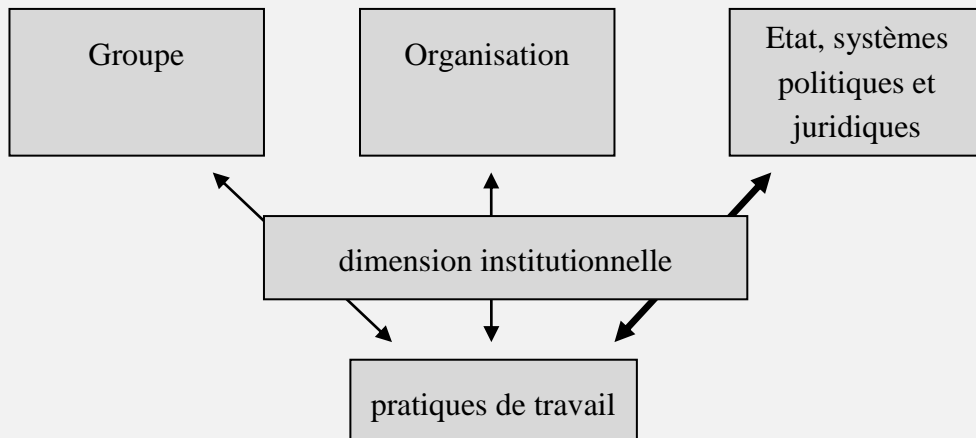 Groupe
Organisation
Etat, systèmes
politiques et
juridiques
dimension institutionnelle
pratiques de travail